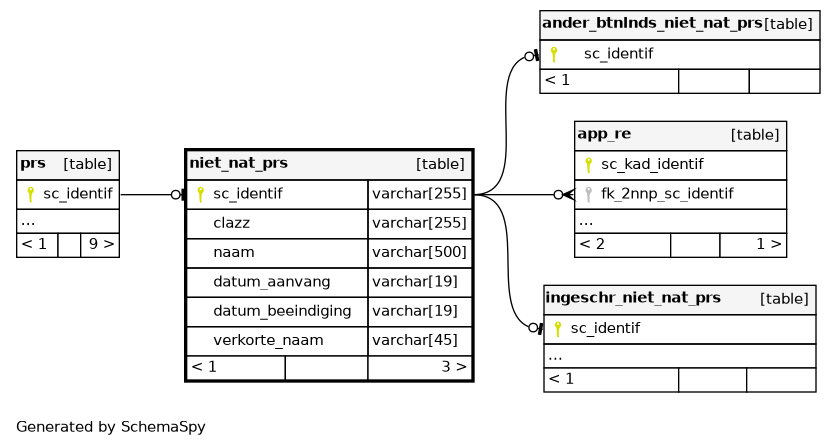 prs [table]
sc_identif
...
< 1 9 >
niet_nat_prs [table]
sc_identif varchar[255]
clazz varchar[255]
naam varchar[500]
datum_aanvang varchar[19]
datum_beeindiging varchar[19]
verkorte_naam varchar[45]
< 1 3 >
ander_btnlnds_niet_nat_prs [table]
sc_identif
< 1
app_re [table]
sc_kad_identif
fk_2nnp_sc_identif
...
< 2 1 >
ingeschr_niet_nat_prs [table]
sc_identif
...
< 1
Generated by SchemaSpy